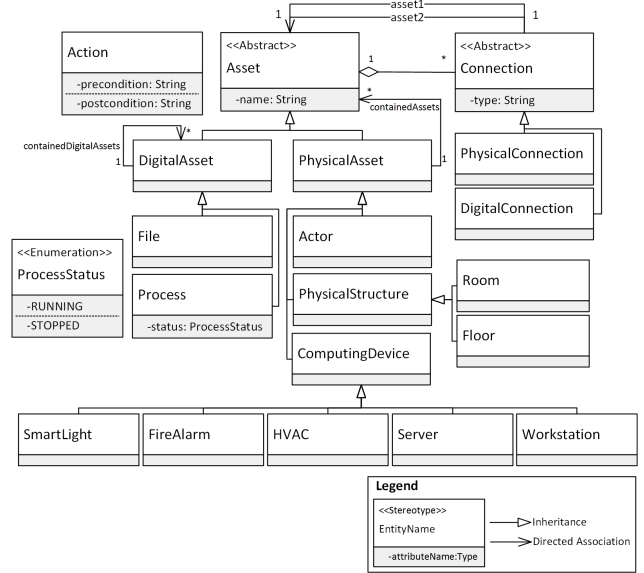 asset1
asset2
1
1
Action
-precondition: String
-postcondition: String
<<Abstract>>
Asset
-name: String
1
*
<<Abstract>>
Connection
-type: String
*
containedAssets
*
containedDigitalAssets
1
DigitalAsset
PhysicalAsset
1
PhysicalConnection
DigitalConnection
File
Actor
<<Enumeration>>
ProcessStatus
-RUNNING
-STOPPED
Process
-status: ProcessStatus
PhysicalStructure
Room
Floor
ComputingDevice
SmartLight
FireAlarm
HVAC
Server
Workstation
Legend
<<Stereotype>>
EntityName
-attributeName:Type
Inheritance
Directed Association